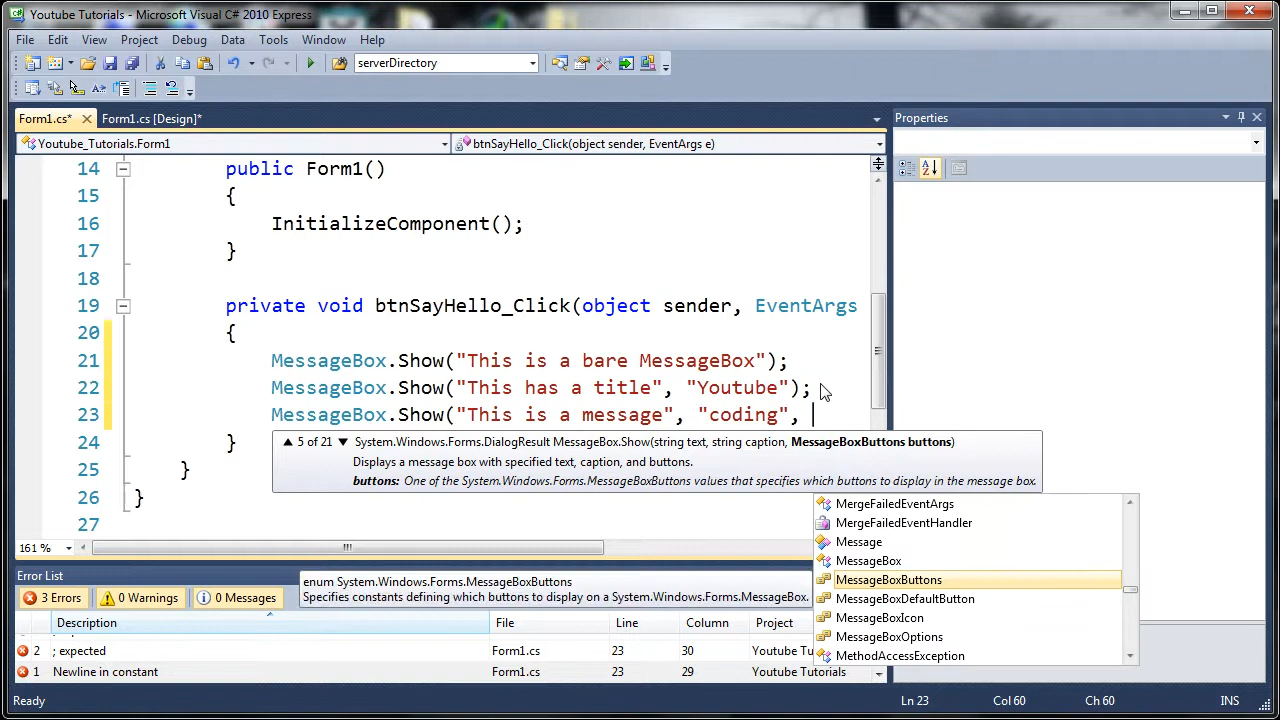 Youtube Tutorials - Microsoft Visual C# 2010 Express
File Edit View Project Debug Data Tools Window Help
serverDirectory
Form1.cs* Form1.cs [Design]* Properties
Youtube_Tutorials.Form1 btnSayHello_Click(object sender, EventArgs e)
14 public Form1()
15 {
16 InitializeComponent();
17 }
18
19 private void btnSayHello_Click(object sender, EventArgs
20 {
21 MessageBox.Show("This is a bare MessageBox");
22 MessageBox.Show("This has a title", "Youtube");
23 MessageBox.Show("This is a message", "coding",
24 }
25 }
26 }
27
5 of 21 System.Windows.Forms.DialogResult MessageBox.Show(string text, string caption, MessageBoxButtons buttons)
Displays a message box with specified text, caption, and buttons.
buttons: One of the System.Windows.Forms.MessageBoxButtons values that specifies which buttons to display in the message box.
MergeFailedEventArgs
MergeFailedEventHandler
Message
MessageBox
MessageBoxButtons
MessageBoxDefaultButton
MessageBoxIcon
MessageBoxOptions
MethodAccessException
161 %
Error List
enum System.Windows.Forms.MessageBoxButtons
Specifies constants defining which buttons to display on a System.Windows.Forms.MessageBox.
3 Errors 0 Warnings 0 Messages
Description File Line Column Project
2 ; expected Form1.cs 23 30 Youtube Tu
1 Newline in constant Form1.cs 23 29 Youtube Tutorials
Ready Ln 23 Col 60 Ch 60 INS